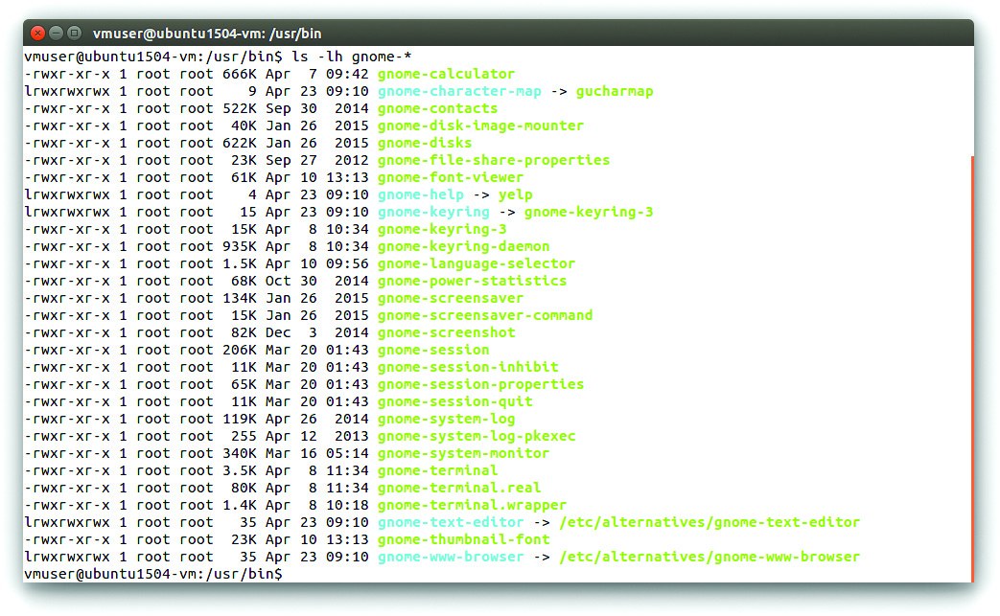 vmuser@ubuntu1504-vm: /usr/bin
vmuser@ubuntu1504-vm:/usr/bin$ ls -lh gnome-*
-rwxr-xr-x 1 root root 666K Apr  7 09:42 gnome-calculator
lrwxrwxrwx 1 root root    9 Apr 23 09:10 gnome-character-map -> gucharmap
-rwxr-xr-x 1 root root 522K Sep 30  2014 gnome-contacts
-rwxr-xr-x 1 root root  40K Jan 26  2015 gnome-disk-image-mounter
-rwxr-xr-x 1 root root 622K Jan 26  2015 gnome-disks
-rwxr-xr-x 1 root root  23K Sep 27  2012 gnome-file-share-properties
-rwxr-xr-x 1 root root  61K Apr 10 13:13 gnome-font-viewer
lrwxrwxrwx 1 root root    4 Apr 23 09:10 gnome-help -> yelp
lrwxrwxrwx 1 root root   15 Apr 23 09:10 gnome-keyring -> gnome-keyring-3
-rwxr-xr-x 1 root root  15K Apr  8 10:34 gnome-keyring-3
-rwxr-xr-x 1 root root 935K Apr  8 10:34 gnome-keyring-daemon
-rwxr-xr-x 1 root root 1.5K Apr 10 09:56 gnome-language-selector
-rwxr-xr-x 1 root root  68K Oct 30  2014 gnome-power-statistics
-rwxr-xr-x 1 root root 134K Jan 26  2015 gnome-screensaver
-rwxr-xr-x 1 root root  15K Jan 26  2015 gnome-screensaver-command
-rwxr-xr-x 1 root root  82K Dec  3  2014 gnome-screenshot
-rwxr-xr-x 1 root root 206K Mar 20 01:43 gnome-session
-rwxr-xr-x 1 root root  11K Mar 20 01:43 gnome-session-inhibit
-rwxr-xr-x 1 root root  65K Mar 20 01:43 gnome-session-properties
-rwxr-xr-x 1 root root  11K Mar 20 01:43 gnome-session-quit
-rwxr-xr-x 1 root root 119K Apr 26  2014 gnome-system-log
-rwxr-xr-x 1 root root  255 Apr 12  2013 gnome-system-log-pkexec
-rwxr-xr-x 1 root root 340K Mar 16 05:14 gnome-system-monitor
-rwxr-xr-x 1 root root 3.5K Apr  8 11:34 gnome-terminal
-rwxr-xr-x 1 root root  80K Apr  8 11:34 gnome-terminal.real
-rwxr-xr-x 1 root root 1.4K Apr  8 10:18 gnome-terminal.wrapper
lrwxrwxrwx 1 root root   35 Apr 23 09:10 gnome-text-editor -> /etc/alternatives/gnome-text-editor
-rwxr-xr-x 1 root root  23K Apr 10 13:13 gnome-thumbnail-font
lrwxrwxrwx 1 root root   35 Apr 23 09:10 gnome-www-browser -> /etc/alternatives/gnome-www-browser
vmuser@ubuntu1504-vm:/usr/bin$